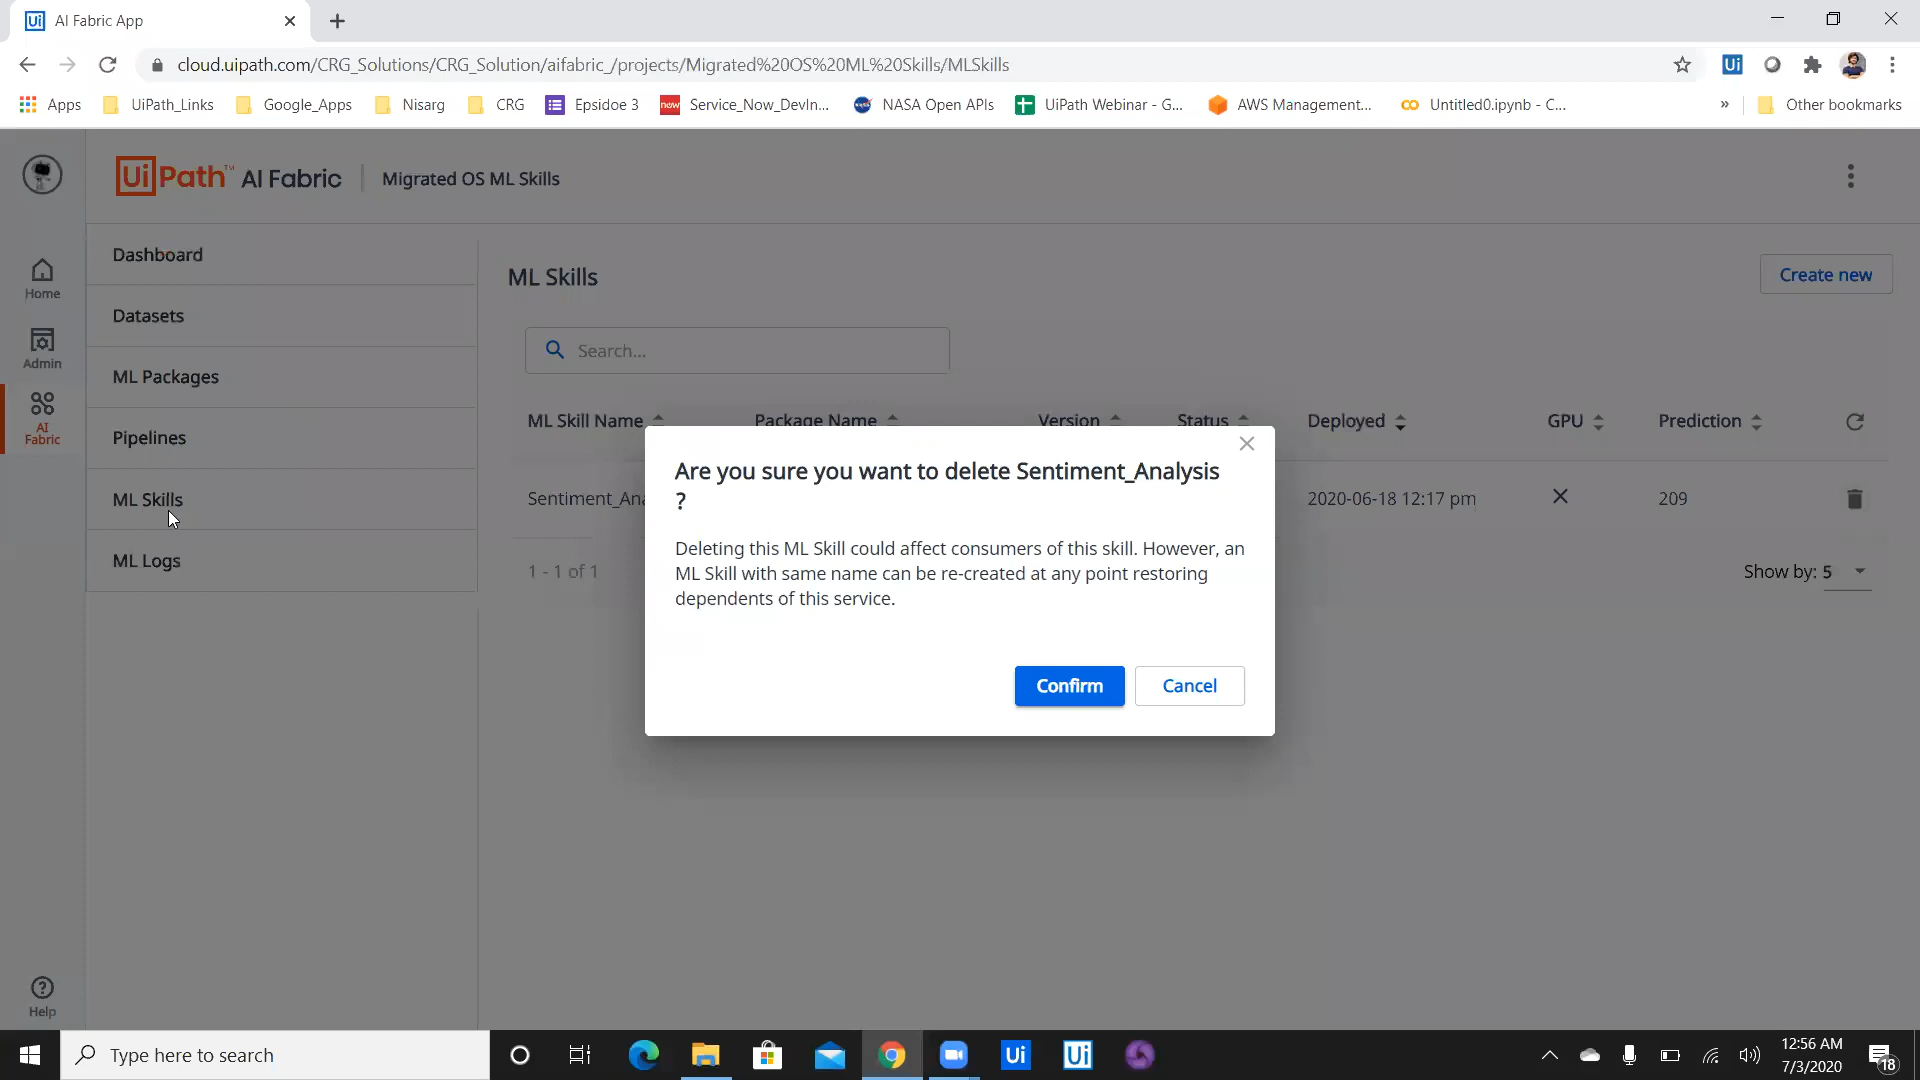 AI Fabric App
cloud.uipath.com/CRG_Solutions/CRG_Solution/aifabric_/projects/Migrated%20OS%20ML%20Skills/MLSkills
Apps UiPath_Links Google_Apps Nisarg CRG Epsidoe 3 Service_Now_DevIn... NASA Open APIs UiPath Webinar - G... AWS Management... Untitled0.ipynb - C... » Other bookmarks
UiPath™ AI Fabric Migrated OS ML Skills
Home
Admin
AI
Fabric
Help
Dashboard
Datasets
ML Packages
Pipelines
ML Skills
ML Logs
ML Skills
Create new
Search...
ML Skill Name Package Name Version Status Deployed GPU Prediction
Sentiment_Ana 2020-06-18 12:17 pm 209
1 - 1 of 1
Show by: 5
Are you sure you want to delete Sentiment_Analysis
?
Deleting this ML Skill could affect consumers of this skill. However, an
ML Skill with same name can be re-created at any point restoring
dependents of this service.
Confirm Cancel
Type here to search
12:56 AM
7/3/2020
18